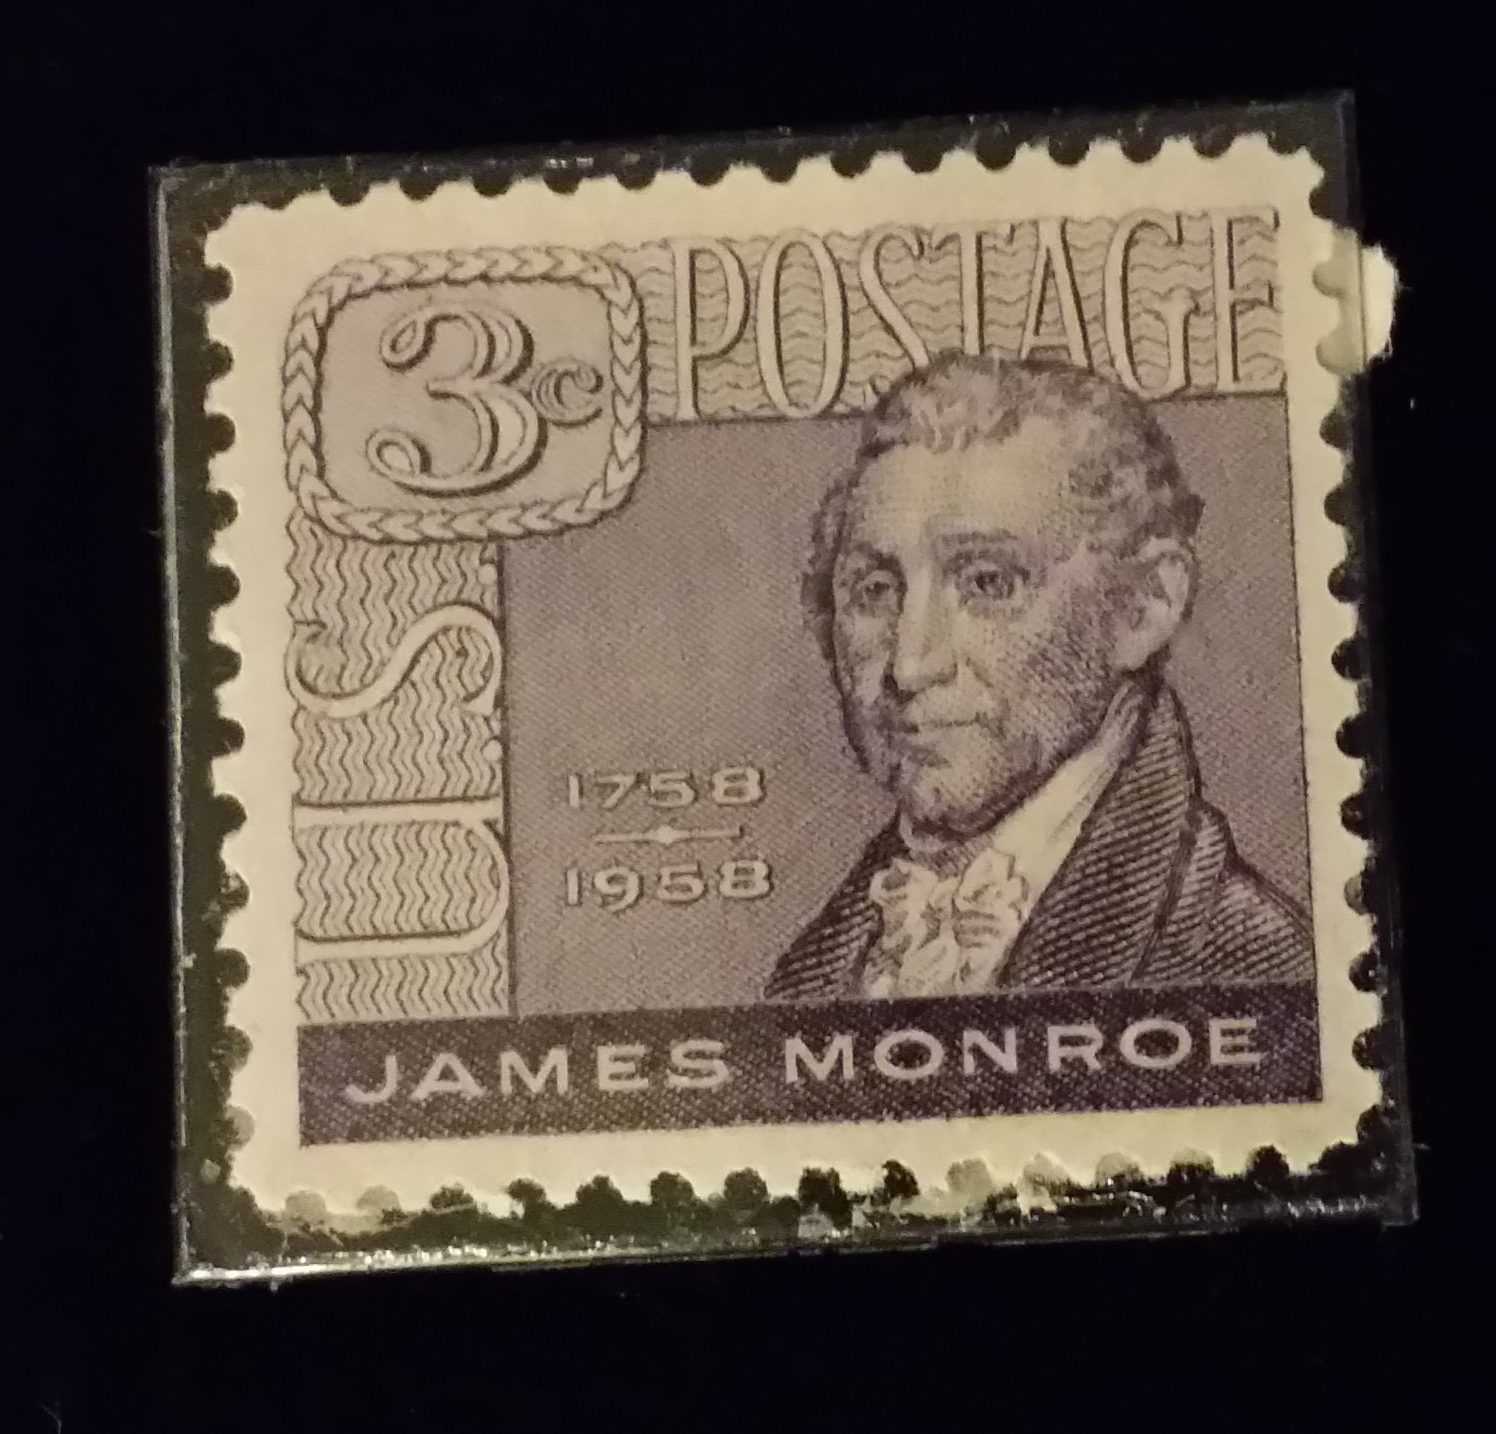 3c
POSTAGE
U.S.
1758
1958
JAMES MONROE